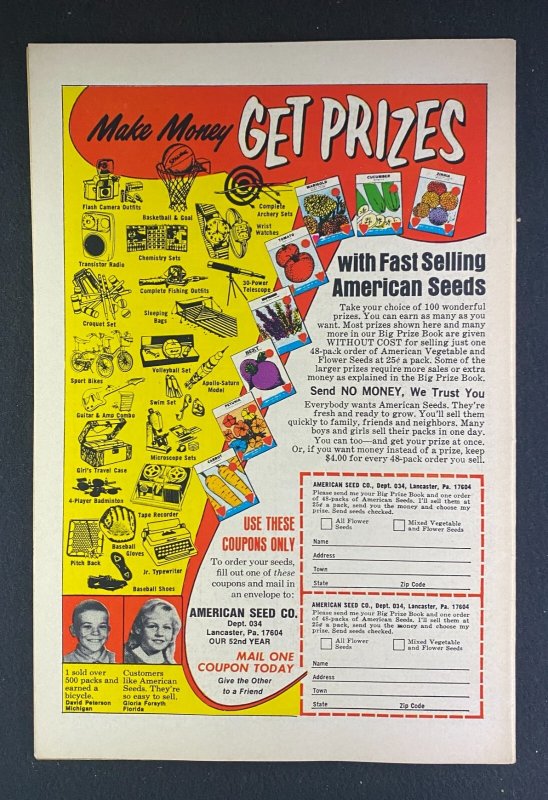 Make Money GET PRIZES
with Fast Selling
American Seeds
Take your choice of 100 wonderful
prizes. You can earn as many as you
want. Most prizes shown here and many
more in our Big Prize Book are given
WITHOUT COST for selling just one
48-pack order of American Vegetable and
Flower Seeds at 25¢ a pack. Some of the
larger prizes require more sales or extra
money as explained in the Big Prize Book.
Send NO MONEY, We Trust You
Everybody wants American Seeds. They're
fresh and ready to grow. You'll sell them
quickly to family, friends and neighbors. Many
boys and girls sell their packs in one day.
You can too—and get your prize at once.
Or, if you want money instead of a prize, keep
$4.00 for every 48-pack order you sell.
Flash Camera Outfits
SPALDING
Basketball & Goal
Complete
Archery Sets
Wrist
Watches
Transistor Radio
Chemistry Sets
Complete Fishing Outfits
30-Power
Telescope
Croquet Set
Sleeping
Bags
Volleyball Set
Sport Bikes
Swim Set
Apollo-Saturn
Model
Guitar & Amp Combo
Microscope Sets
Girl's Travel Case
4-Player Badminton
Tape Recorder
Baseball
Gloves
Pitch Back
Jr. Typewriter
Baseball Shoes
MARIGOLD
CUCUMBER
ZINNIA
TOMATO
BEET
PETUNIA
CARROT
USE THESE
COUPONS ONLY
To order your seeds,
fill out one of these
coupons and mail in
an envelope to:
AMERICAN SEED CO.
Dept. 034
Lancaster, Pa. 17604
OUR 52ND YEAR
MAIL ONE
COUPON TODAY
Give the Other
to a Friend
1 sold over
500 packs and
earned a
bicycle.
David Peterson
Michigan
Customers
like American
Seeds. They're
so easy to sell.
Gloria Forsyth
Florida
AMERICAN SEED CO., Dept. 034, Lancaster, Pa. 17604
Please send me your Big Prize Book and one order
of 48-packs of American Seeds. I'll sell them at
25¢ a pack, send you the money and choose my
prize. Send seeds checked.
All Flower
Seeds
Mixed Vegetable
and Flower Seeds
Name
Address
Town
State Zip Code
AMERICAN SEED CO., Dept. 034, Lancaster, Pa. 17604
Please send me your Big Prize Book and one order
of 48-packs of American Seeds. I'll sell them at
25¢ a pack, send you the money and choose my
prize. Send seeds checked.
All Flower
Seeds
Mixed Vegetable
and Flower Seeds
Name
Address
Town
State Zip Code